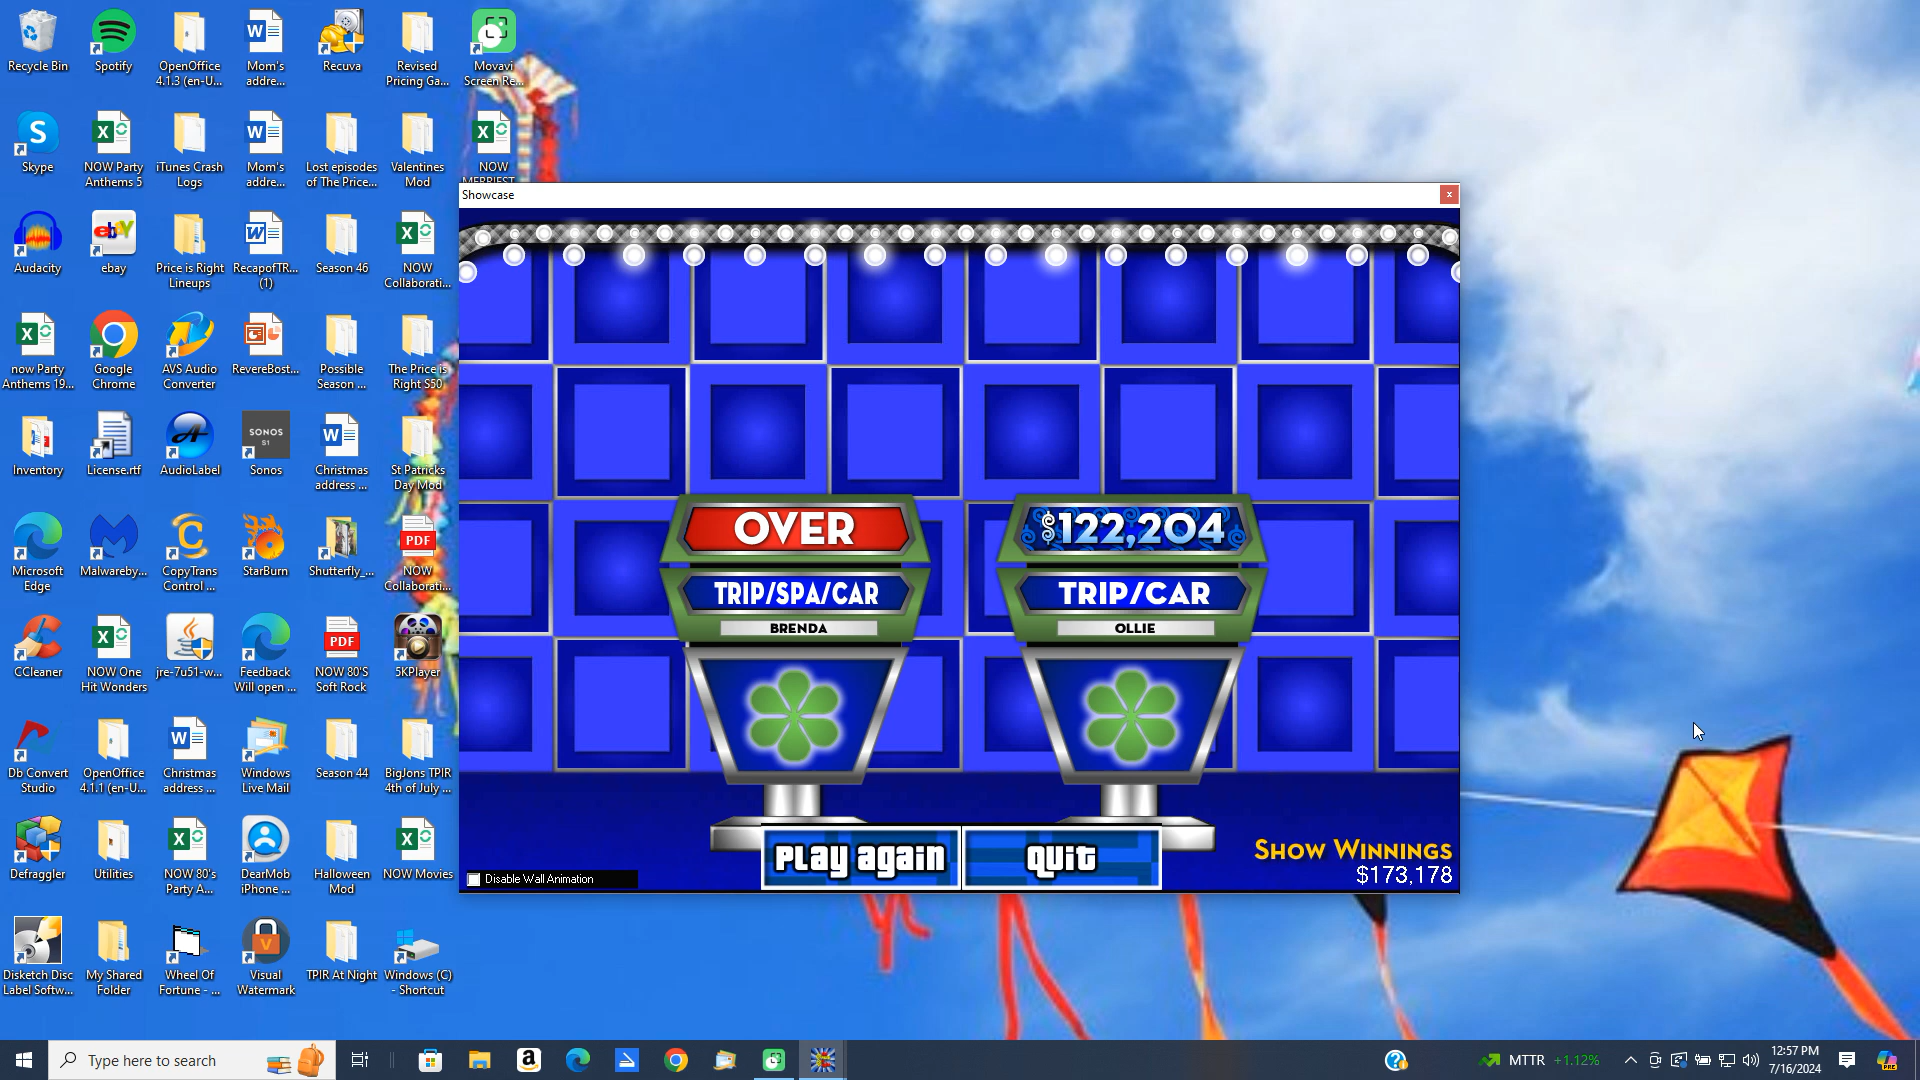 Recycle Bin
Spotify
OpenOffice
4.1.3 (en-U...
Mom's
addre...
Recuva
Revised
Pricing Ga...
Movavi
Screen Re...
Skype
NOW Party
Anthems 5
iTunes Crash
Logs
Mom's
addre...
Lost episodes
of The Price...
Valentines
Mod
NOW
MERRIEST
Audacity
ebay
Price is Right
Lineups
RecapofTR...
(1)
Season 46
NOW
Collaborati...
now Party
Anthems 19...
Google
Chrome
AVS Audio
Converter
RevereBost...
Possible
Season ...
The Price is
Right S50
Inventory
License.rtf
AudioLabel
SONOS
S1
Sonos
Christmas
address ...
St Patricks
Day Mod
Microsoft
Edge
Malwareby...
CopyTrans
Control ...
StarBurn
Shutterfly_...
PDF
NOW
Collaborati...
CCleaner
NOW One
Hit Wonders
jre-7u51-w...
Feedback
Will open ...
PDF
NOW 80'S
Soft Rock
5KPlayer
Db Convert
Studio
OpenOffice
4.1.1 (en-U...
Christmas
address ...
Windows
Live Mail
Season 44
BigJons TPIR
4th of July ...
Defraggler
Utilities
NOW 80's
Party A...
DearMob
iPhone ...
Halloween
Mod
NOW Movies
Disketch Disc
Label Softw...
My Shared
Folder
Wheel Of
Fortune - ...
Visual
Watermark
TPIR At Night
Windows (C)
- Shortcut
Showcase
x
OVER
$122,204
TRIP/SPA/CAR
TRIP/CAR
BRENDA
OLLIE
play again
quit
SHOW WINNINGS
$173,178
Disable Wall Animation
Type here to search
MTTR +1.12%
12:57 PM
7/16/2024